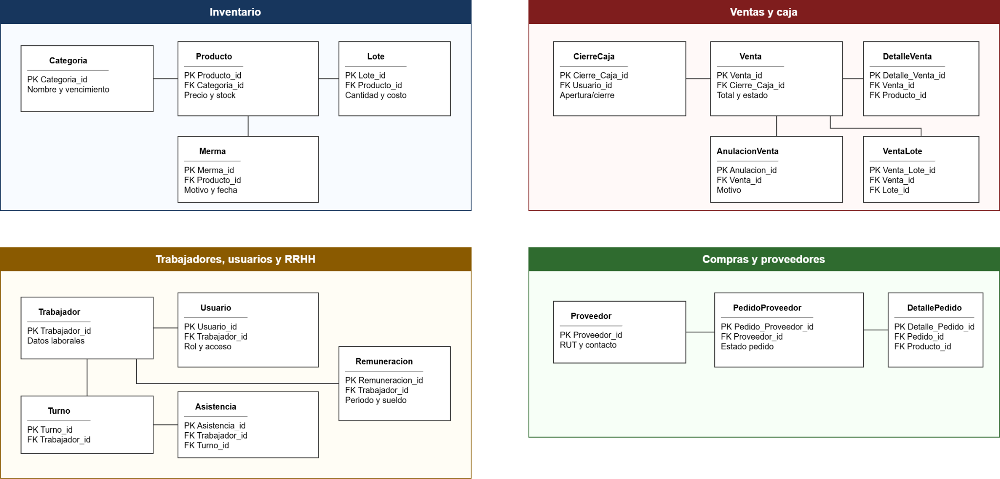 Inventario
Categoria
PK Categoria_id
Nombre y vencimiento
Producto
PK Producto_id
FK Categoria_id
Precio y stock
Lote
PK Lote_id
FK Producto_id
Cantidad y costo
Merma
PK Merma_id
FK Producto_id
Motivo y fecha
Ventas y caja
CierreCaja
PK Cierre_Caja_id
FK Usuario_id
Apertura/cierre
Venta
PK Venta_id
FK Cierre_Caja_id
Total y estado
DetalleVenta
PK Detalle_Venta_id
FK Venta_id
FK Producto_id
AnulacionVenta
PK Anulacion_id
FK Venta_id
Motivo
VentaLote
PK Venta_Lote_id
FK Venta_id
FK Lote_id
Trabajadores, usuarios y RRHH
Trabajador
PK Trabajador_id
Datos laborales
Usuario
PK Usuario_id
FK Trabajador_id
Rol y acceso
Remuneracion
PK Remuneracion_id
FK Trabajador_id
Periodo y sueldo
Turno
PK Turno_id
FK Trabajador_id
Asistencia
PK Asistencia_id
FK Trabajador_id
FK Turno_id
Compras y proveedores
Proveedor
PK Proveedor_id
RUT y contacto
PedidoProveedor
PK Pedido_Proveedor_id
FK Proveedor_id
Estado pedido
DetallePedido
PK Detalle_Pedido_id
FK Pedido_id
FK Producto_id